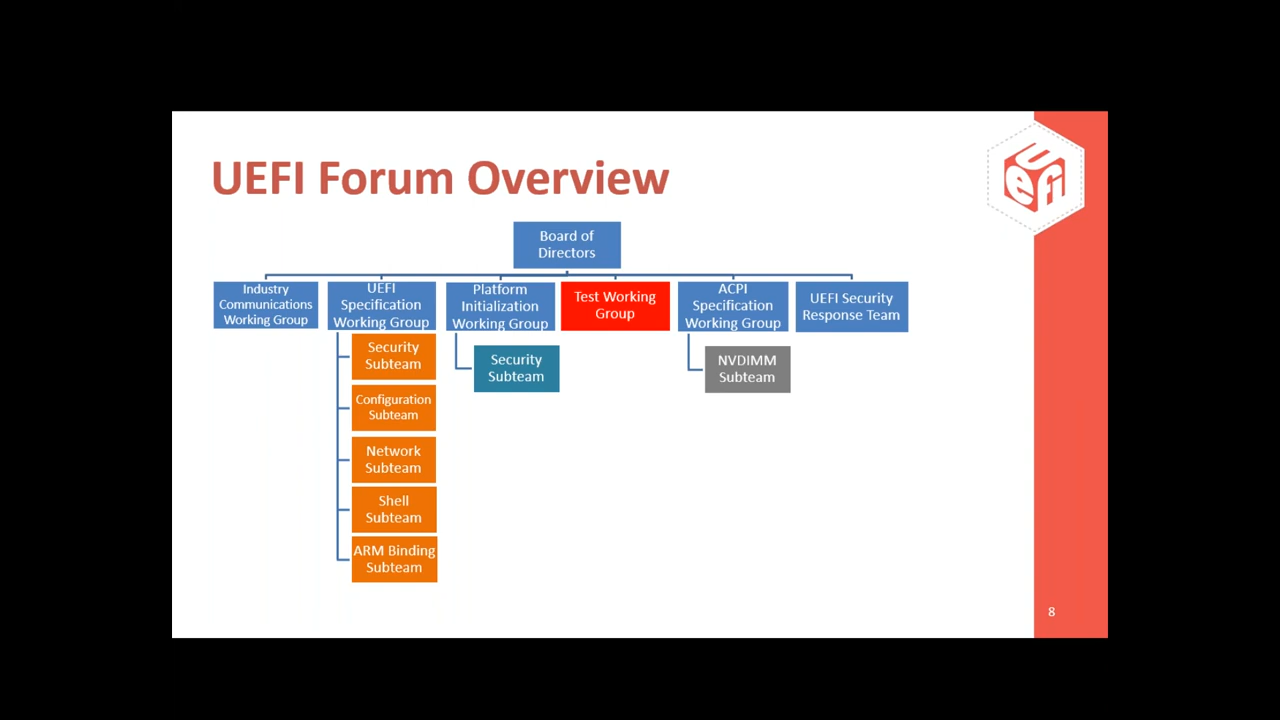 UEFI Forum Overview
uefi
Board of
Directors
Industry
Communications
Working Group
UEFI
Specification
Working Group
Platform
Initialization
Working Group
Test Working
Group
ACPI
Specification
Working Group
UEFI Security
Response Team
Security
Subteam
Configuration
Subteam
Network
Subteam
Shell
Subteam
ARM Binding
Subteam
Security
Subteam
NVDIMM
Subteam
8